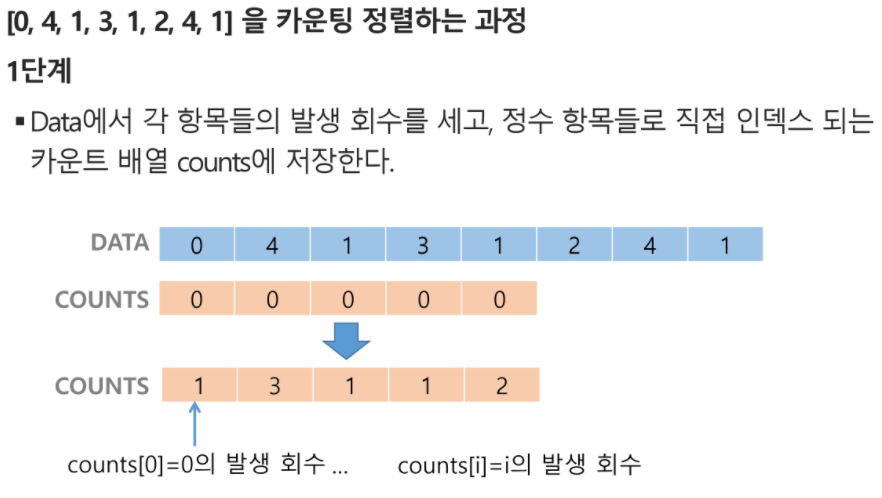 [0, 4, 1, 3, 1, 2, 4, 1] 을 카운팅 정렬하는 과정
1단계
▪ Data에서 각 항목들의 발생 회수를 세고, 정수 항목들로 직접 인덱스 되는
카운트 배열 counts에 저장한다.
DATA 0 4 1 3 1 2 4 1
COUNTS 0 0 0 0 0
COUNTS 1 3 1 1 2
counts[0]=0의 발생 회수 ... counts[i]=i의 발생 회수